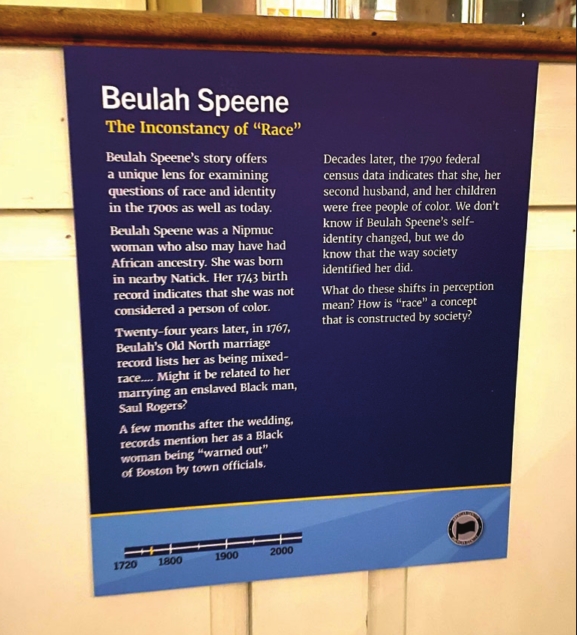 Beulah Speene
The Inconstancy of “Race”
Beulah Speene’s story offers
a unique lens for examining
questions of race and identity
in the 1700s as well as today.
Beulah Speene was a Nipmuc
woman who also may have had
African ancestry. She was born
in nearby Natick. Her 1743 birth
record indicates that she was not
considered a person of color.
Twenty-four years later, in 1767,
Beulah’s Old North marriage
record lists her as being mixed-
race.... Might it be related to her
marrying an enslaved Black man,
Saul Rogers?
A few months after the wedding,
records mention her as a Black
woman being “warned out”
of Boston by town officials.
Decades later, the 1790 federal
census data indicates that she, her
second husband, and her children
were free people of color. We don’t
know if Beulah Speene’s self-
identity changed, but we do
know that the way society
identified her did.
What do these shifts in perception
mean? How is “race” a concept
that is constructed by society?
1720 1800 1900 2000